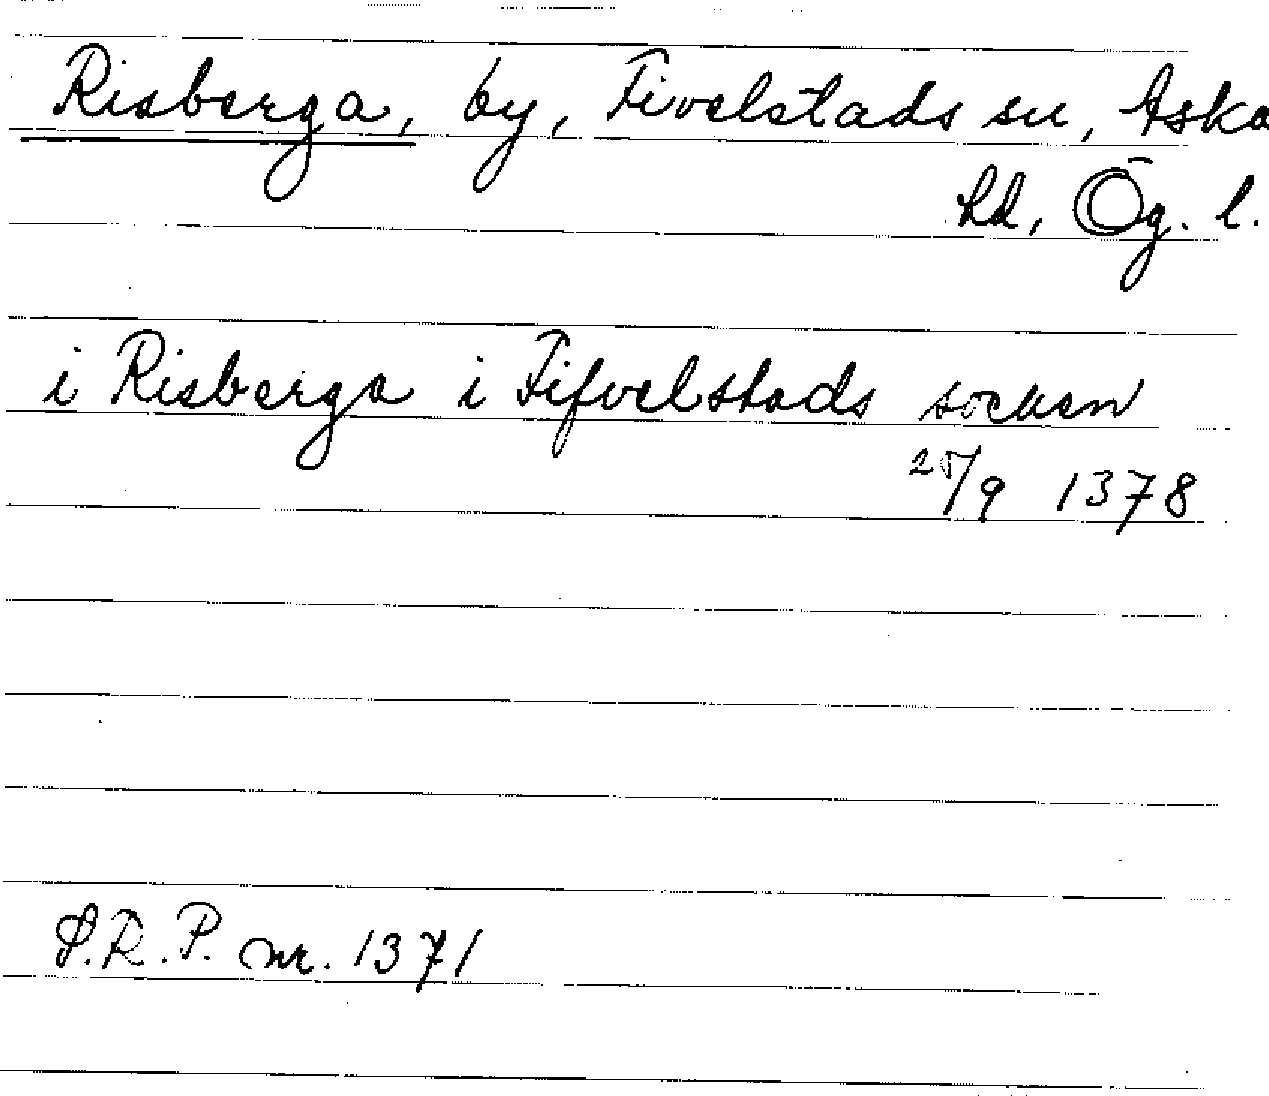 Risberga, by, Fivelstads sn, Aska
hd, Ög. l.
i Risberga i Fifvelstads socken
25/9 1378
S.R.P. nr. 1371